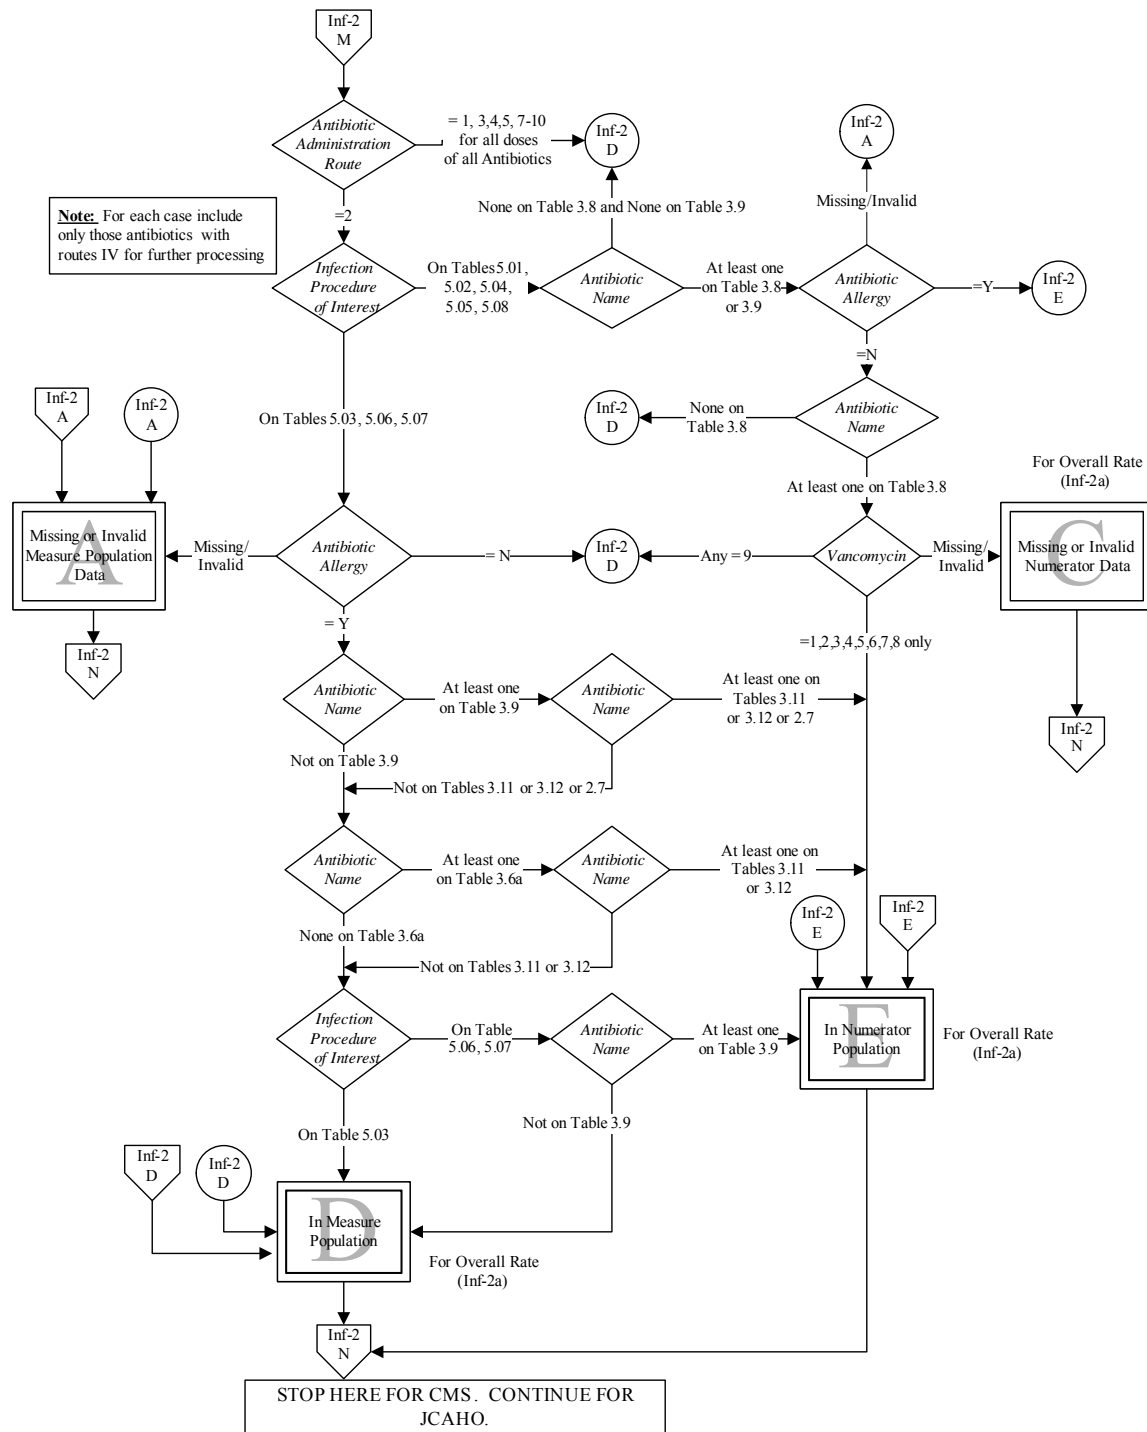 Inf-2
M
Antibiotic
Administration
Route
= 1, 3,4,5, 7-10
for all doses
of all Antibiotics
Inf-2
D
Inf-2
A
Missing/Invalid
None on Table 3.8 and None on Table 3.9
=2
Note: For each case include
only those antibiotics with
routes IV for further processing
Infection
Procedure
of Interest
On Tables 5.01,
5.02, 5.04,
5.05, 5.08
Antibiotic
Name
At least one
on Table 3.8
or 3.9
Antibiotic
Allergy
=Y
Inf-2
E
=N
Inf-2
A
Inf-2
A
On Tables 5.03, 5.06, 5.07
Inf-2
D
None on
Table 3.8
Antibiotic
Name
At least one on Table 3.8
For Overall Rate
(Inf-2a)
A
Missing or Invalid
Measure Population
Data
Missing/
Invalid
Antibiotic
Allergy
= N
Inf-2
D
Any = 9
Vancomycin
Missing/
Invalid
C
Missing or Invalid
Numerator Data
Inf-2
N
= Y
=1,2,3,4,5,6,7,8 only
Antibiotic
Name
At least one
on Table 3.9
Antibiotic
Name
At least one on
Tables 3.11
or 3.12 or 2.7
Inf-2
N
Not on Table 3.9
Not on Tables 3.11 or 3.12 or 2.7
Antibiotic
Name
At least one
on Table 3.6a
Antibiotic
Name
At least one on
Tables 3.11
or 3.12
Inf-2
E
Inf-2
E
None on Table 3.6a
Not on Tables 3.11 or 3.12
Infection
Procedure
of Interest
On Table
5.06, 5.07
Antibiotic
Name
At least one
on Table 3.9
E
In Numerator
Population
For Overall Rate
(Inf-2a)
Not on Table 3.9
On Table 5.03
Inf-2
D
Inf-2
D
D
In Measure
Population
For Overall Rate
(Inf-2a)
Inf-2
N
STOP HERE FOR CMS. CONTINUE FOR
JCAHO.